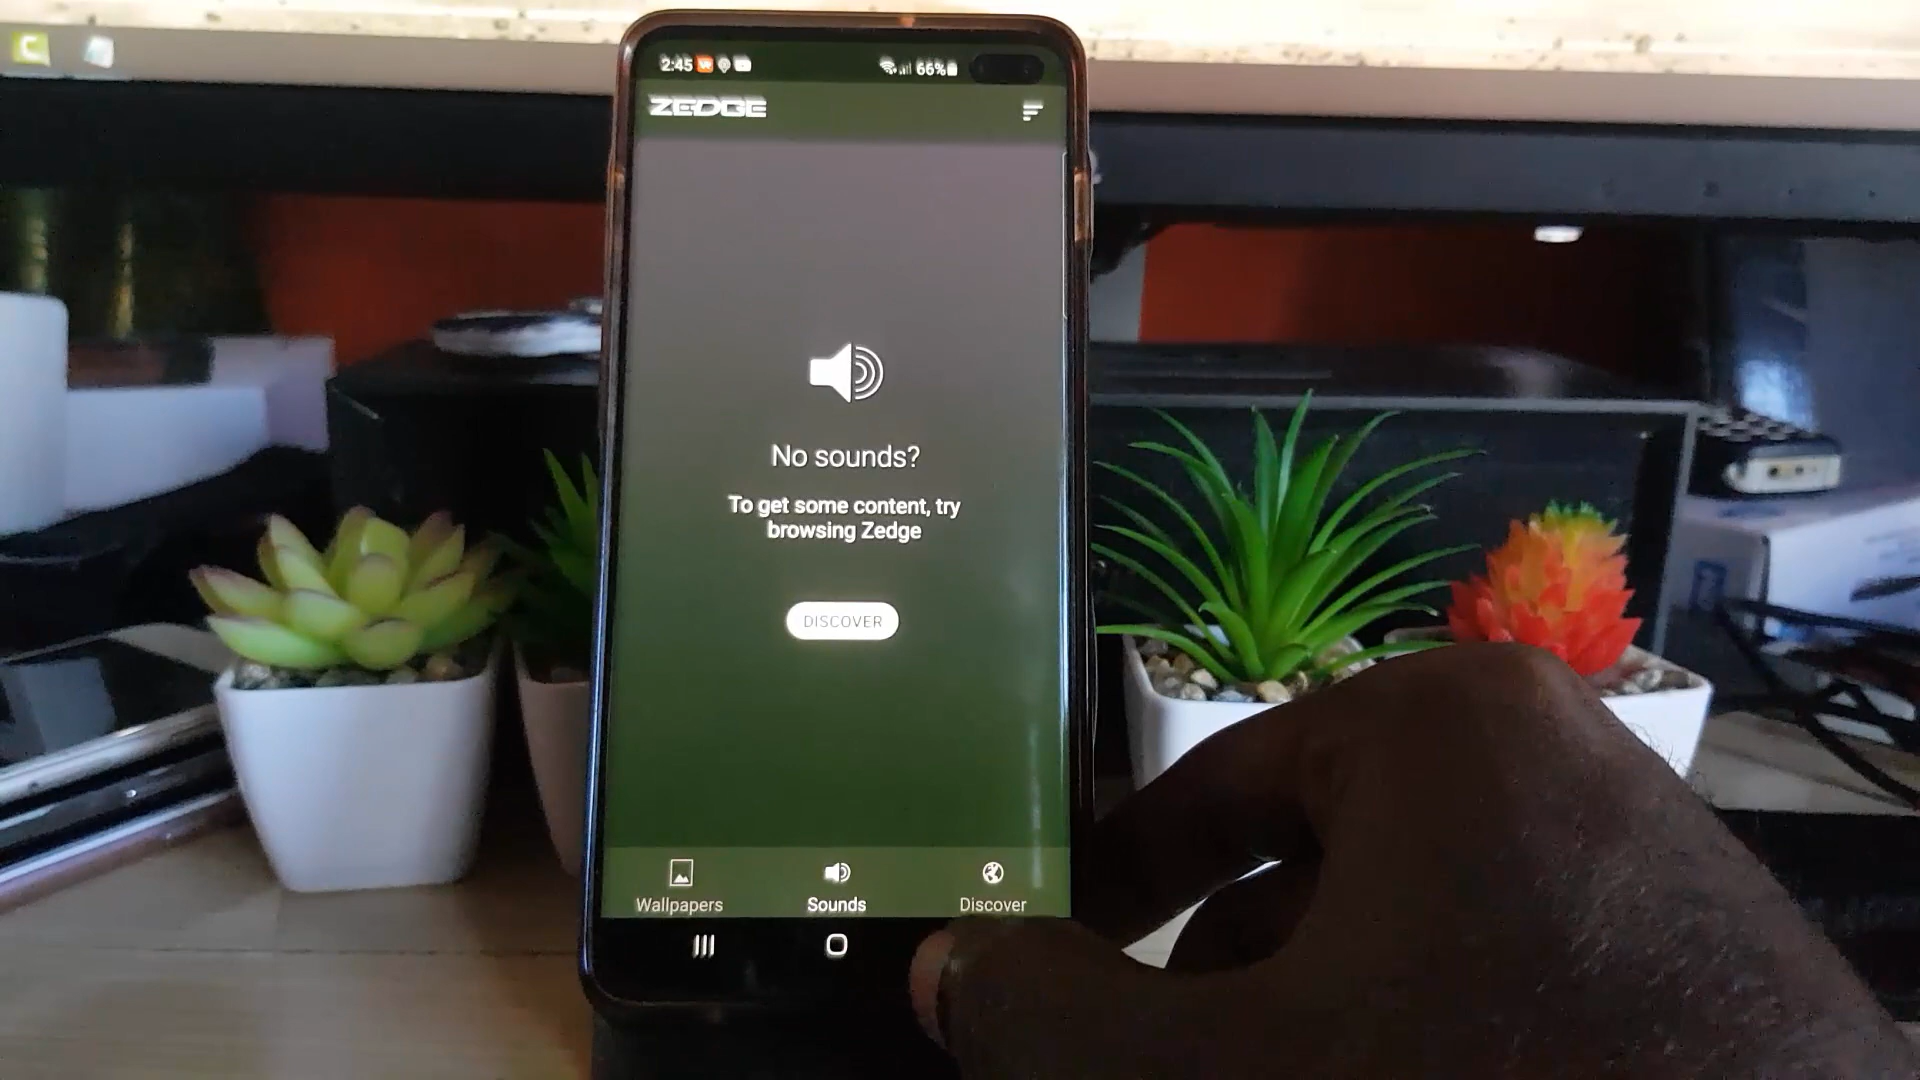 2:45
66%
ZEDGE
No sounds?
To get some content, try
browsing Zedge
DISCOVER
Wallpapers
Sounds
Discover